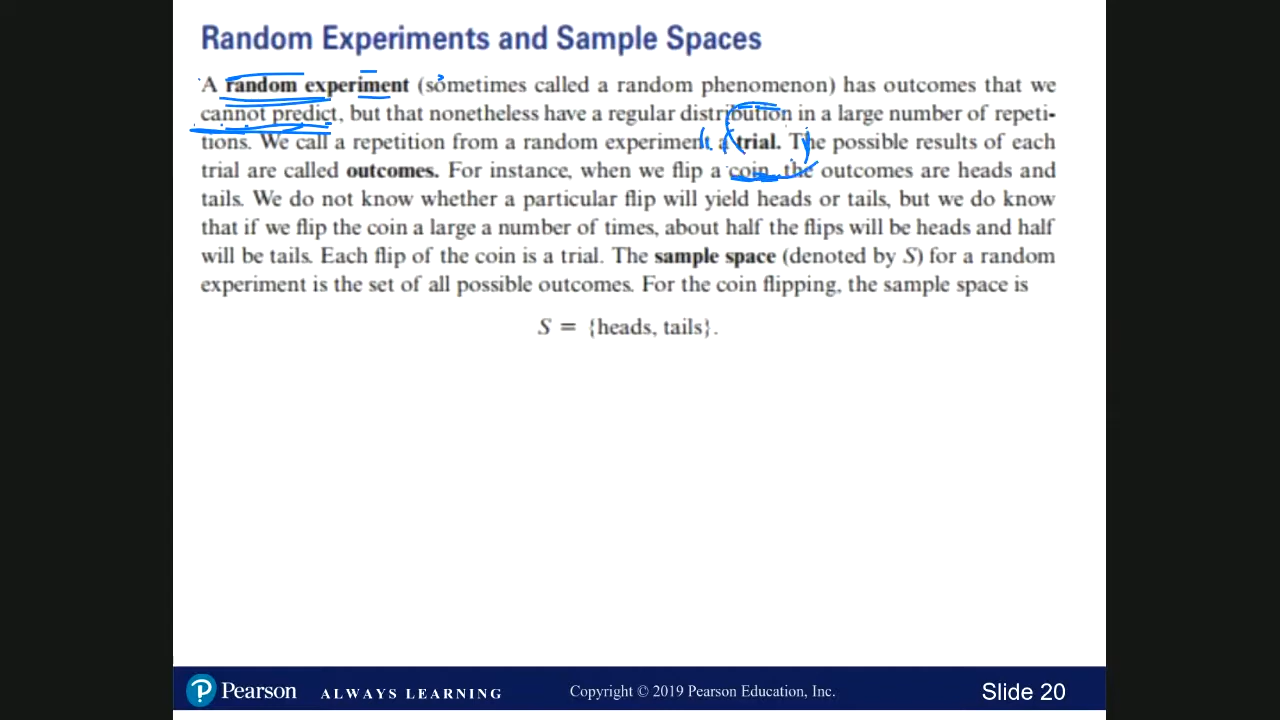 Random Experiments and Sample Spaces
A random experiment (sometimes called a random phenomenon) has outcomes that we
cannot predict, but that nonetheless have a regular distribution in a large number of repeti-
tions. We call a repetition from a random experiment a trial. The possible results of each
trial are called outcomes. For instance, when we flip a coin, the outcomes are heads and
tails. We do not know whether a particular flip will yield heads or tails, but we do know
that if we flip the coin a large a number of times, about half the flips will be heads and half
will be tails. Each flip of the coin is a trial. The sample space (denoted by S) for a random
experiment is the set of all possible outcomes. For the coin flipping, the sample space is
S = {heads, tails}.
Pearson ALWAYS LEARNING Copyright © 2019 Pearson Education, Inc. Slide 20